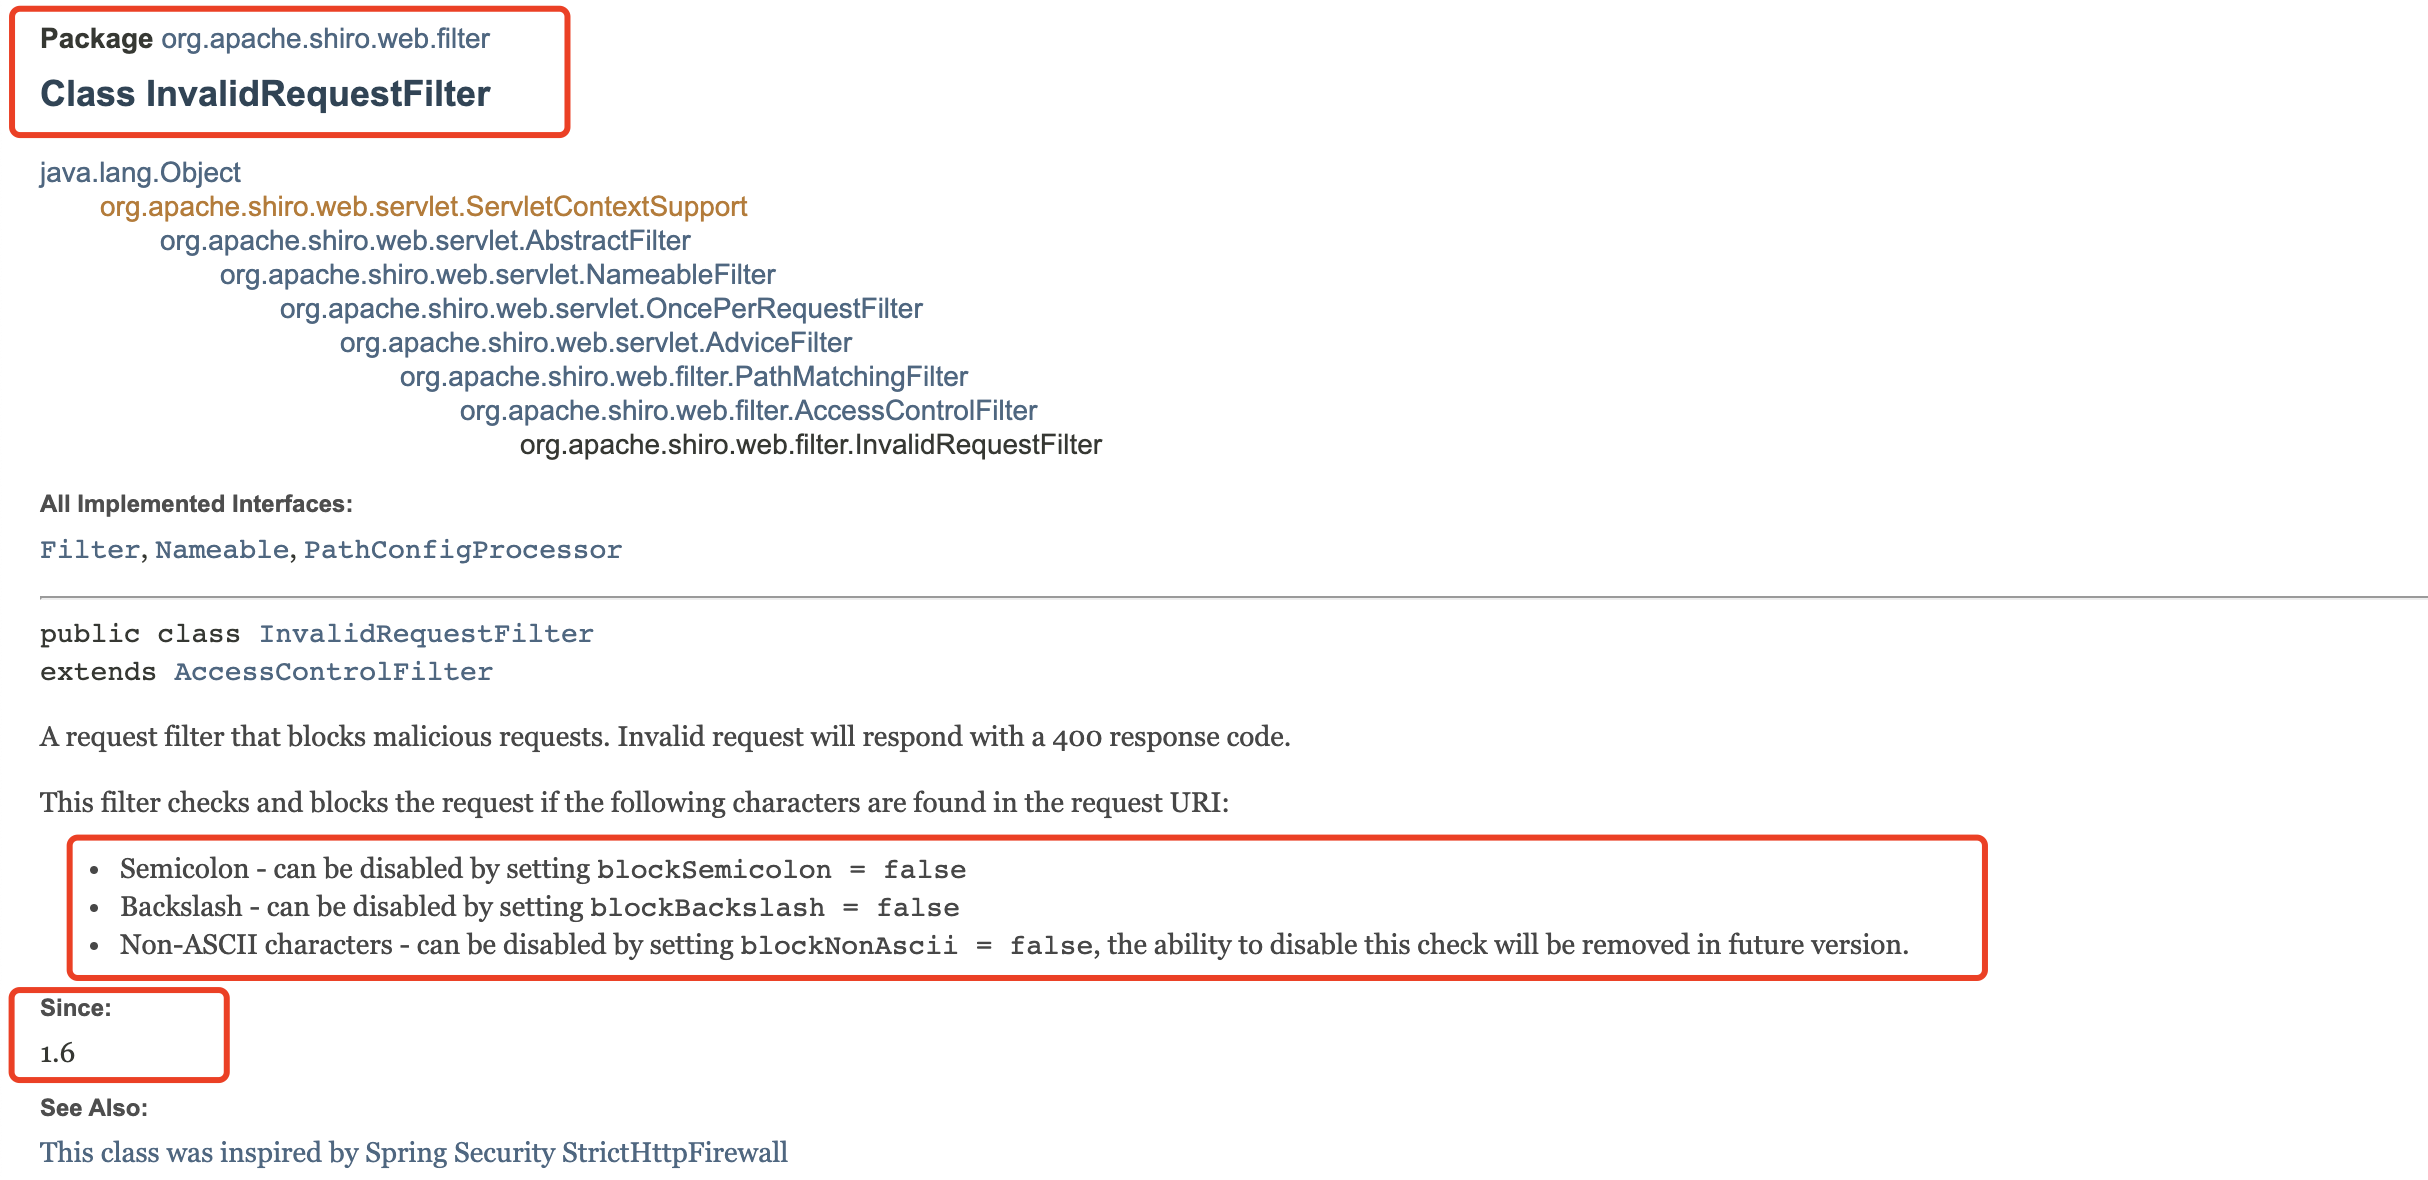 Package org.apache.shiro.web.filter
Class InvalidRequestFilter
java.lang.Object
org.apache.shiro.web.servlet.ServletContextSupport
org.apache.shiro.web.servlet.AbstractFilter
org.apache.shiro.web.servlet.NameableFilter
org.apache.shiro.web.servlet.OncePerRequestFilter
org.apache.shiro.web.servlet.AdviceFilter
org.apache.shiro.web.filter.PathMatchingFilter
org.apache.shiro.web.filter.AccessControlFilter
org.apache.shiro.web.filter.InvalidRequestFilter
All Implemented Interfaces:
Filter, Nameable, PathConfigProcessor
public class InvalidRequestFilter
extends AccessControlFilter
A request filter that blocks malicious requests. Invalid request will respond with a 400 response code.
This filter checks and blocks the request if the following characters are found in the request URI:
• Semicolon - can be disabled by setting blockSemicolon = false
• Backslash - can be disabled by setting blockBackslash = false
• Non-ASCII characters - can be disabled by setting blockNonAscii = false, the ability to disable this check will be removed in future version.
Since:
1.6
See Also:
This class was inspired by Spring Security StrictHttpFirewall